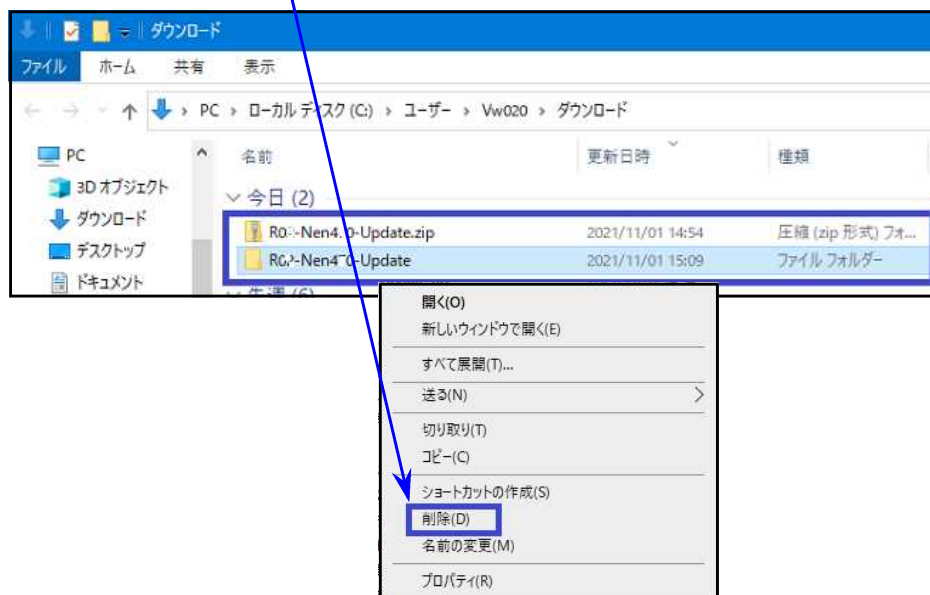 ダウンロード
ファイル ホーム 共有 表示
PC › ローカル ディスク (C:) › ユーザー › Vw020 › ダウンロード
PC
3D オブジェクト
ダウンロード
デスクトップ
ドキュメント
名前 更新日時 種類
今日 (2)
2021/11/01 14:54 圧縮 (zip 形式) フォ...
2021/11/01 15:09 ファイル フォルダー
開く(O)
新しいウィンドウで開く(E)
すべて展開(T)...
送る(N)
切り取り(T)
コピー(C)
ショートカットの作成(S)
削除(D)
名前の変更(M)
プロパティ(R)